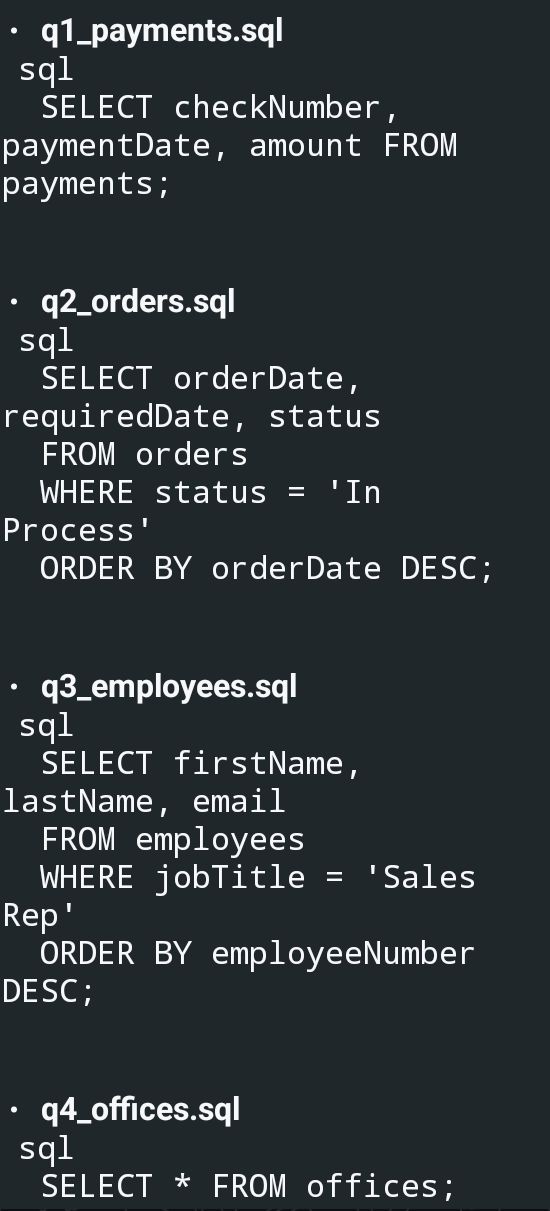 • q1_payments.sql
sql
SELECT checkNumber,
paymentDate, amount FROM
payments;
• q2_orders.sql
sql
SELECT orderDate,
requiredDate, status
FROM orders
WHERE status = 'In
Process'
ORDER BY orderDate DESC;
• q3_employees.sql
sql
SELECT firstName,
lastName, email
FROM employees
WHERE jobTitle = 'Sales
Rep'
ORDER BY employeeNumber
DESC;
• q4_offices.sql
sql
SELECT * FROM offices;